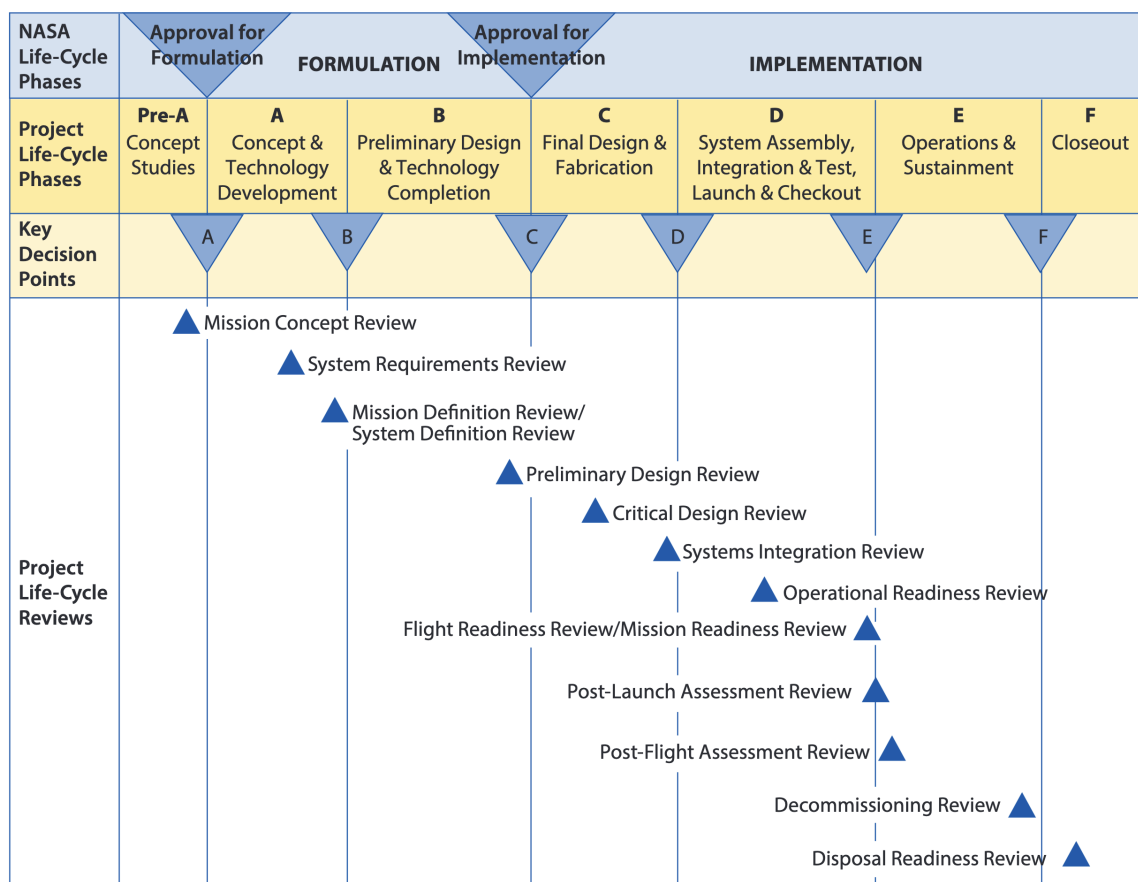 NASA
Life-Cycle
Phases
Approval for
Formulation
FORMULATION
Approval for
Implementation
IMPLEMENTATION
Project
Life-Cycle
Phases
Pre-A
Concept
Studies
A
Concept &
Technology
Development
B
Preliminary Design
& Technology
Completion
C
Final Design &
Fabrication
D
System Assembly,
Integration & Test,
Launch & Checkout
E
Operations &
Sustainment
F
Closeout
Key
Decision
Points
A
B
C
D
E
F
Project
Life-Cycle
Reviews
Mission Concept Review
System Requirements Review
Mission Definition Review/
System Definition Review
Preliminary Design Review
Critical Design Review
Systems Integration Review
Operational Readiness Review
Flight Readiness Review/Mission Readiness Review
Post-Launch Assessment Review
Post-Flight Assessment Review
Decommissioning Review
Disposal Readiness Review